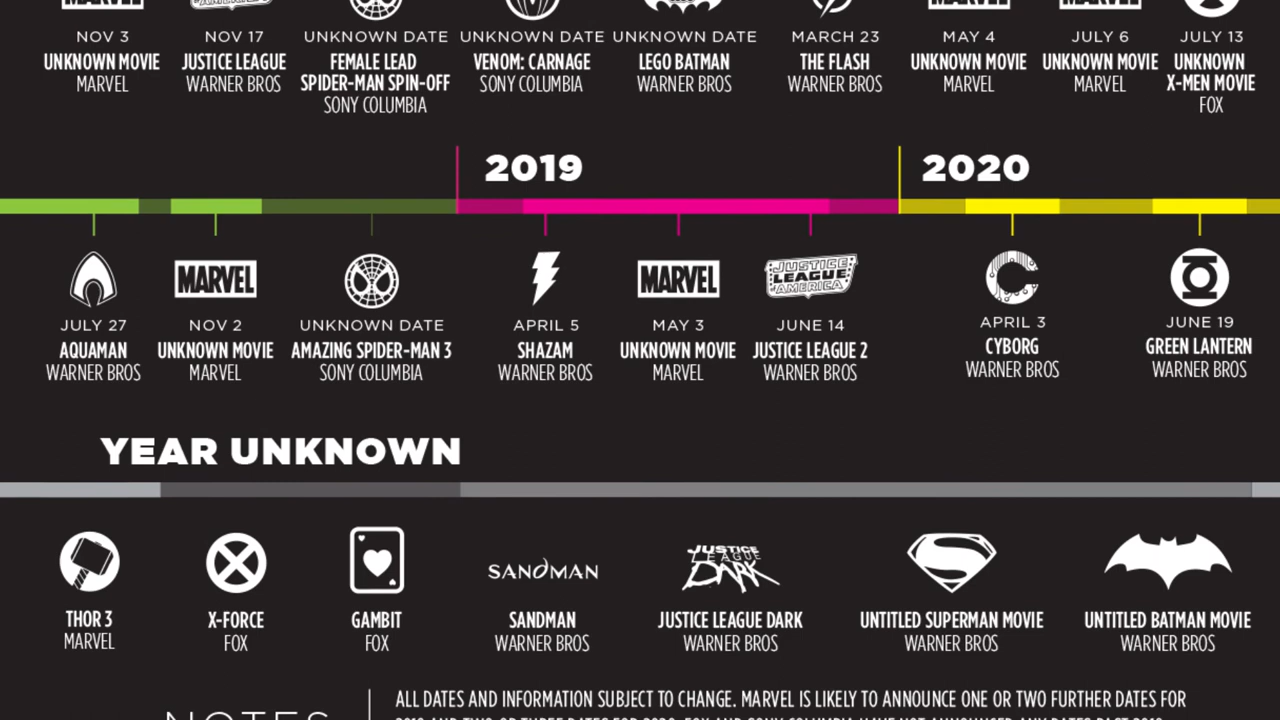 MARVEL
AMERICA
MARVEL
MARVEL
NOV 3
UNKNOWN MOVIE
MARVEL
NOV 17
JUSTICE LEAGUE
WARNER BROS
UNKNOWN DATE
FEMALE LEAD
SPIDER-MAN SPIN-OFF
SONY COLUMBIA
UNKNOWN DATE
VENOM: CARNAGE
SONY COLUMBIA
UNKNOWN DATE
LEGO BATMAN
WARNER BROS
MARCH 23
THE FLASH
WARNER BROS
MAY 4
UNKNOWN MOVIE
MARVEL
JULY 6
UNKNOWN MOVIE
MARVEL
JULY 13
UNKNOWN
X-MEN MOVIE
FOX
2019
2020
JULY 27
AQUAMAN
WARNER BROS
MARVEL
NOV 2
UNKNOWN MOVIE
MARVEL
UNKNOWN DATE
AMAZING SPIDER-MAN 3
SONY COLUMBIA
APRIL 5
SHAZAM
WARNER BROS
MARVEL
MAY 3
UNKNOWN MOVIE
MARVEL
JUSTICE
LEAGUE
AMERICA
JUNE 14
JUSTICE LEAGUE 2
WARNER BROS
APRIL 3
CYBORG
WARNER BROS
JUNE 19
GREEN LANTERN
WARNER BROS
YEAR UNKNOWN
THOR 3
MARVEL
X-FORCE
FOX
GAMBIT
FOX
SANDMAN
SANDMAN
WARNER BROS
JUSTICE
LEAGUE
DARK
JUSTICE LEAGUE DARK
WARNER BROS
UNTITLED SUPERMAN MOVIE
WARNER BROS
UNTITLED BATMAN MOVIE
WARNER BROS
NOTES
ALL DATES AND INFORMATION SUBJECT TO CHANGE. MARVEL IS LIKELY TO ANNOUNCE ONE OR TWO FURTHER DATES FOR